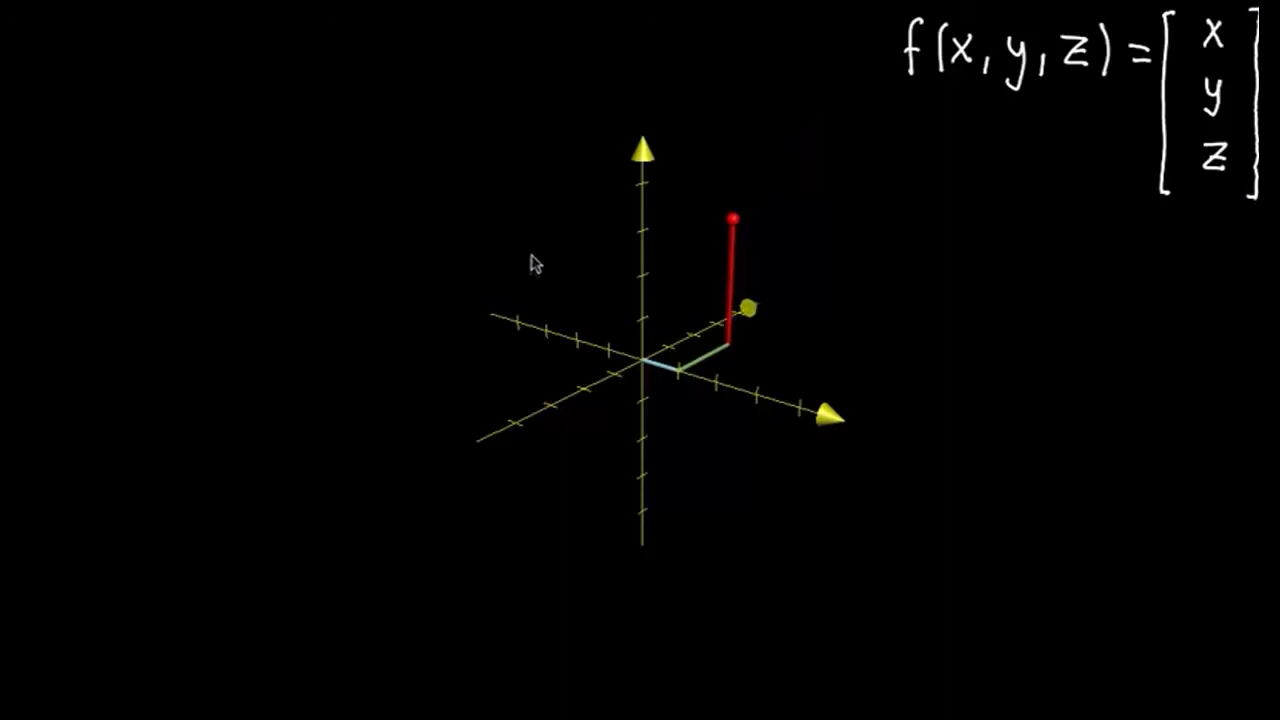 f(x, y, z) = [ x
y
z ]